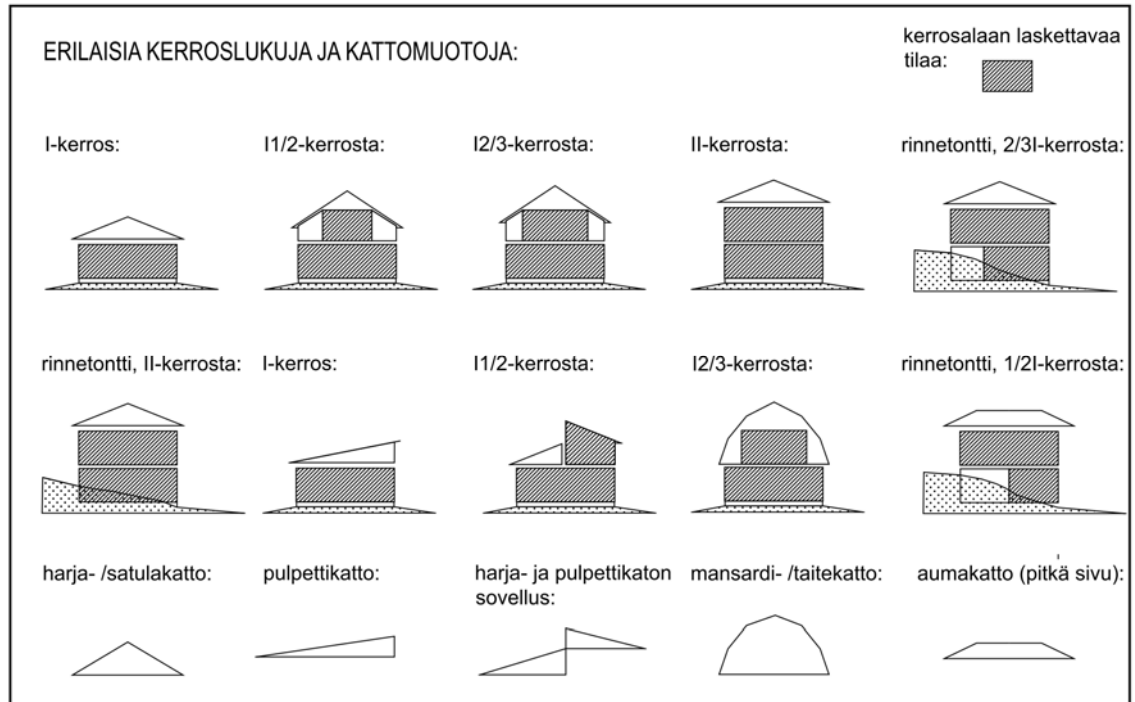 ERILAISIA KERROSLUKUJA JA KATTOMUOTOJA:
kerrosalaan laskettavaa
tilaa:
I-kerros:
I1/2-kerrosta:
I2/3-kerrosta:
II-kerrosta:
rinnetontti, 2/3I-kerrosta:
rinnetontti, II-kerrosta:
I-kerros:
I1/2-kerrosta:
I2/3-kerrosta:
rinnetontti, 1/2I-kerrosta:
harja- /satulakatto:
pulpettikatto:
harja- ja pulpettikaton
sovellus:
mansardi- /taitekatto:
aumakatto (pitkä sivu):